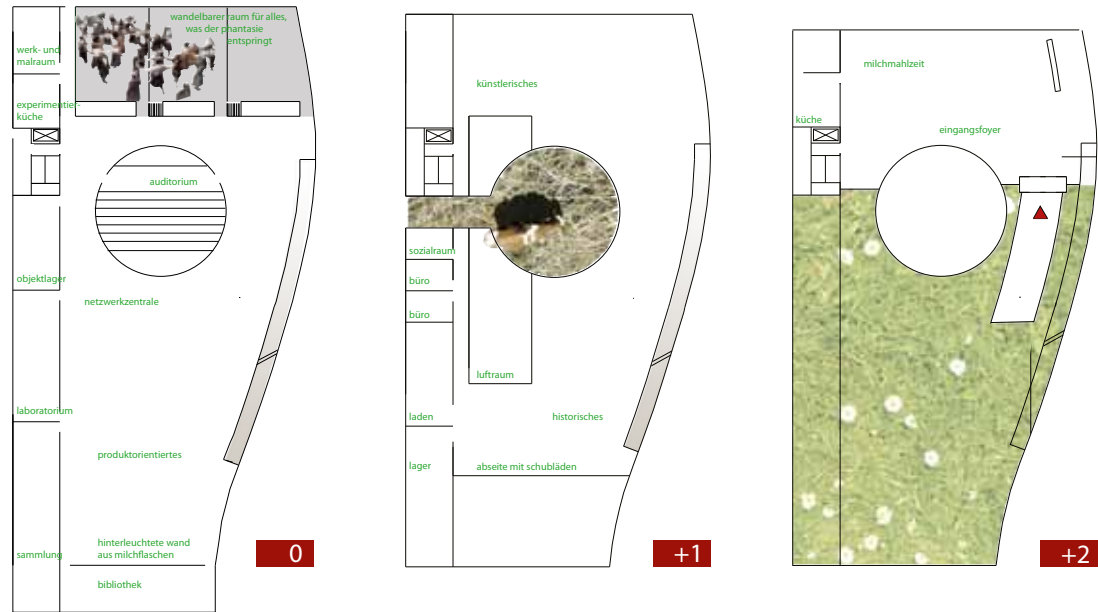 wandelbarer raum für alles,
was der phantasie
entspringt
werk- und
malraum
experimentier-
küche
auditorium
objektlager
netzwerkzentrale
laboratorium
produktorientiertes
hinterleuchtete wand
aus milchflaschen
sammlung
bibliothek
0
künstlerisches
sozialraum
büro
büro
luftraum
laden
historisches
lager
abseite mit schubläden
+1
milchmahlzeit
küche
eingangsfoyer
+2